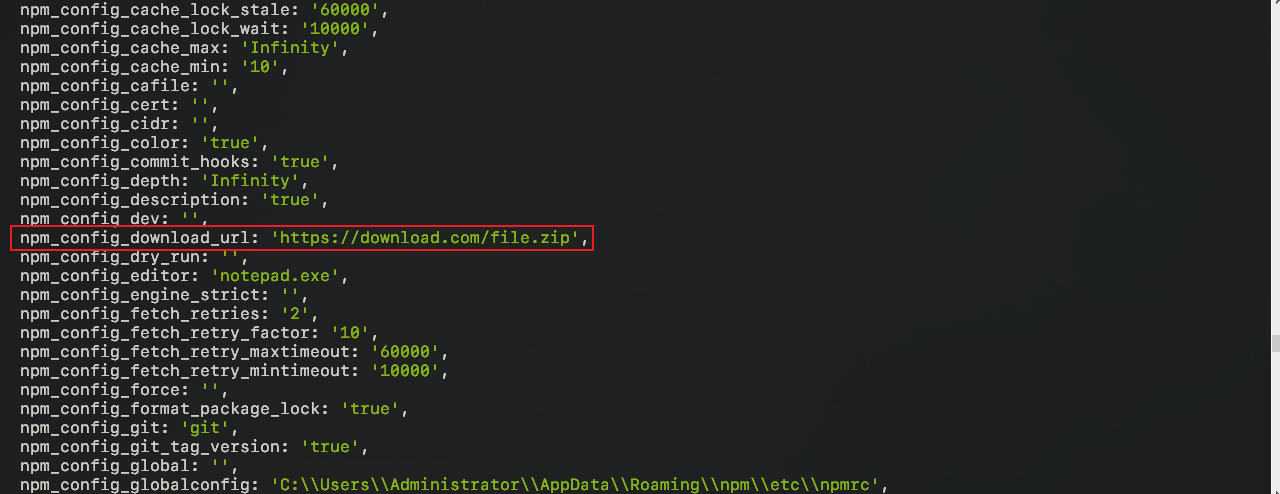 npm_config_cache_lock_stale: '60000',
npm_config_cache_lock_wait: '10000',
npm_config_cache_max: 'Infinity',
npm_config_cache_min: '10',
npm_config_cafile: '',
npm_config_cert: '',
npm_config_cidr: '',
npm_config_color: 'true',
npm_config_commit_hooks: 'true',
npm_config_depth: 'Infinity',
npm_config_description: 'true',
npm_config_dev: '',
npm_config_download_url: 'https://download.com/file.zip',
npm_config_dry_run: '',
npm_config_editor: 'notepad.exe',
npm_config_engine_strict: '',
npm_config_fetch_retries: '2',
npm_config_fetch_retry_factor: '10',
npm_config_fetch_retry_maxtimeout: '60000',
npm_config_fetch_retry_mintimeout: '10000',
npm_config_force: '',
npm_config_format_package_lock: 'true',
npm_config_git: 'git',
npm_config_git_tag_version: 'true',
npm_config_global: '',
npm_config_globalconfig: 'C:\\Users\\Administrator\\AppData\\Roaming\\npm\\etc\\npmrc',